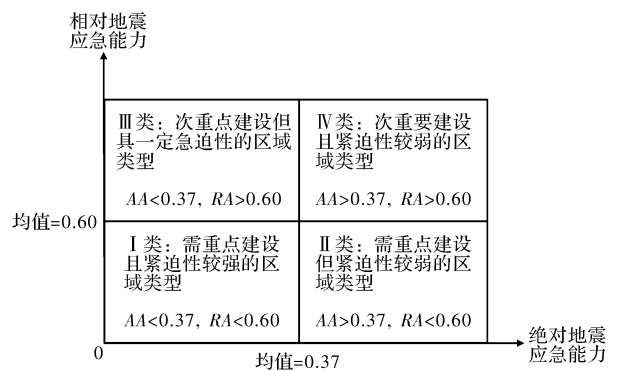 相对地震
应急能力
Ⅲ类：次重点建设但
具一定急迫性的区域
类型
AA<0.37, RA>0.60
Ⅳ类：次重要建设
且紧迫性较弱的区
域类型
AA>0.37, RA>0.60
均值=0.60
Ⅰ类：需重点建设
且紧迫性较强的区
域类型
AA<0.37, RA<0.60
Ⅱ类：需重点建设
但紧迫性较弱的区
域类型
AA>0.37, RA<0.60
0
均值=0.37
绝对地震
应急能力